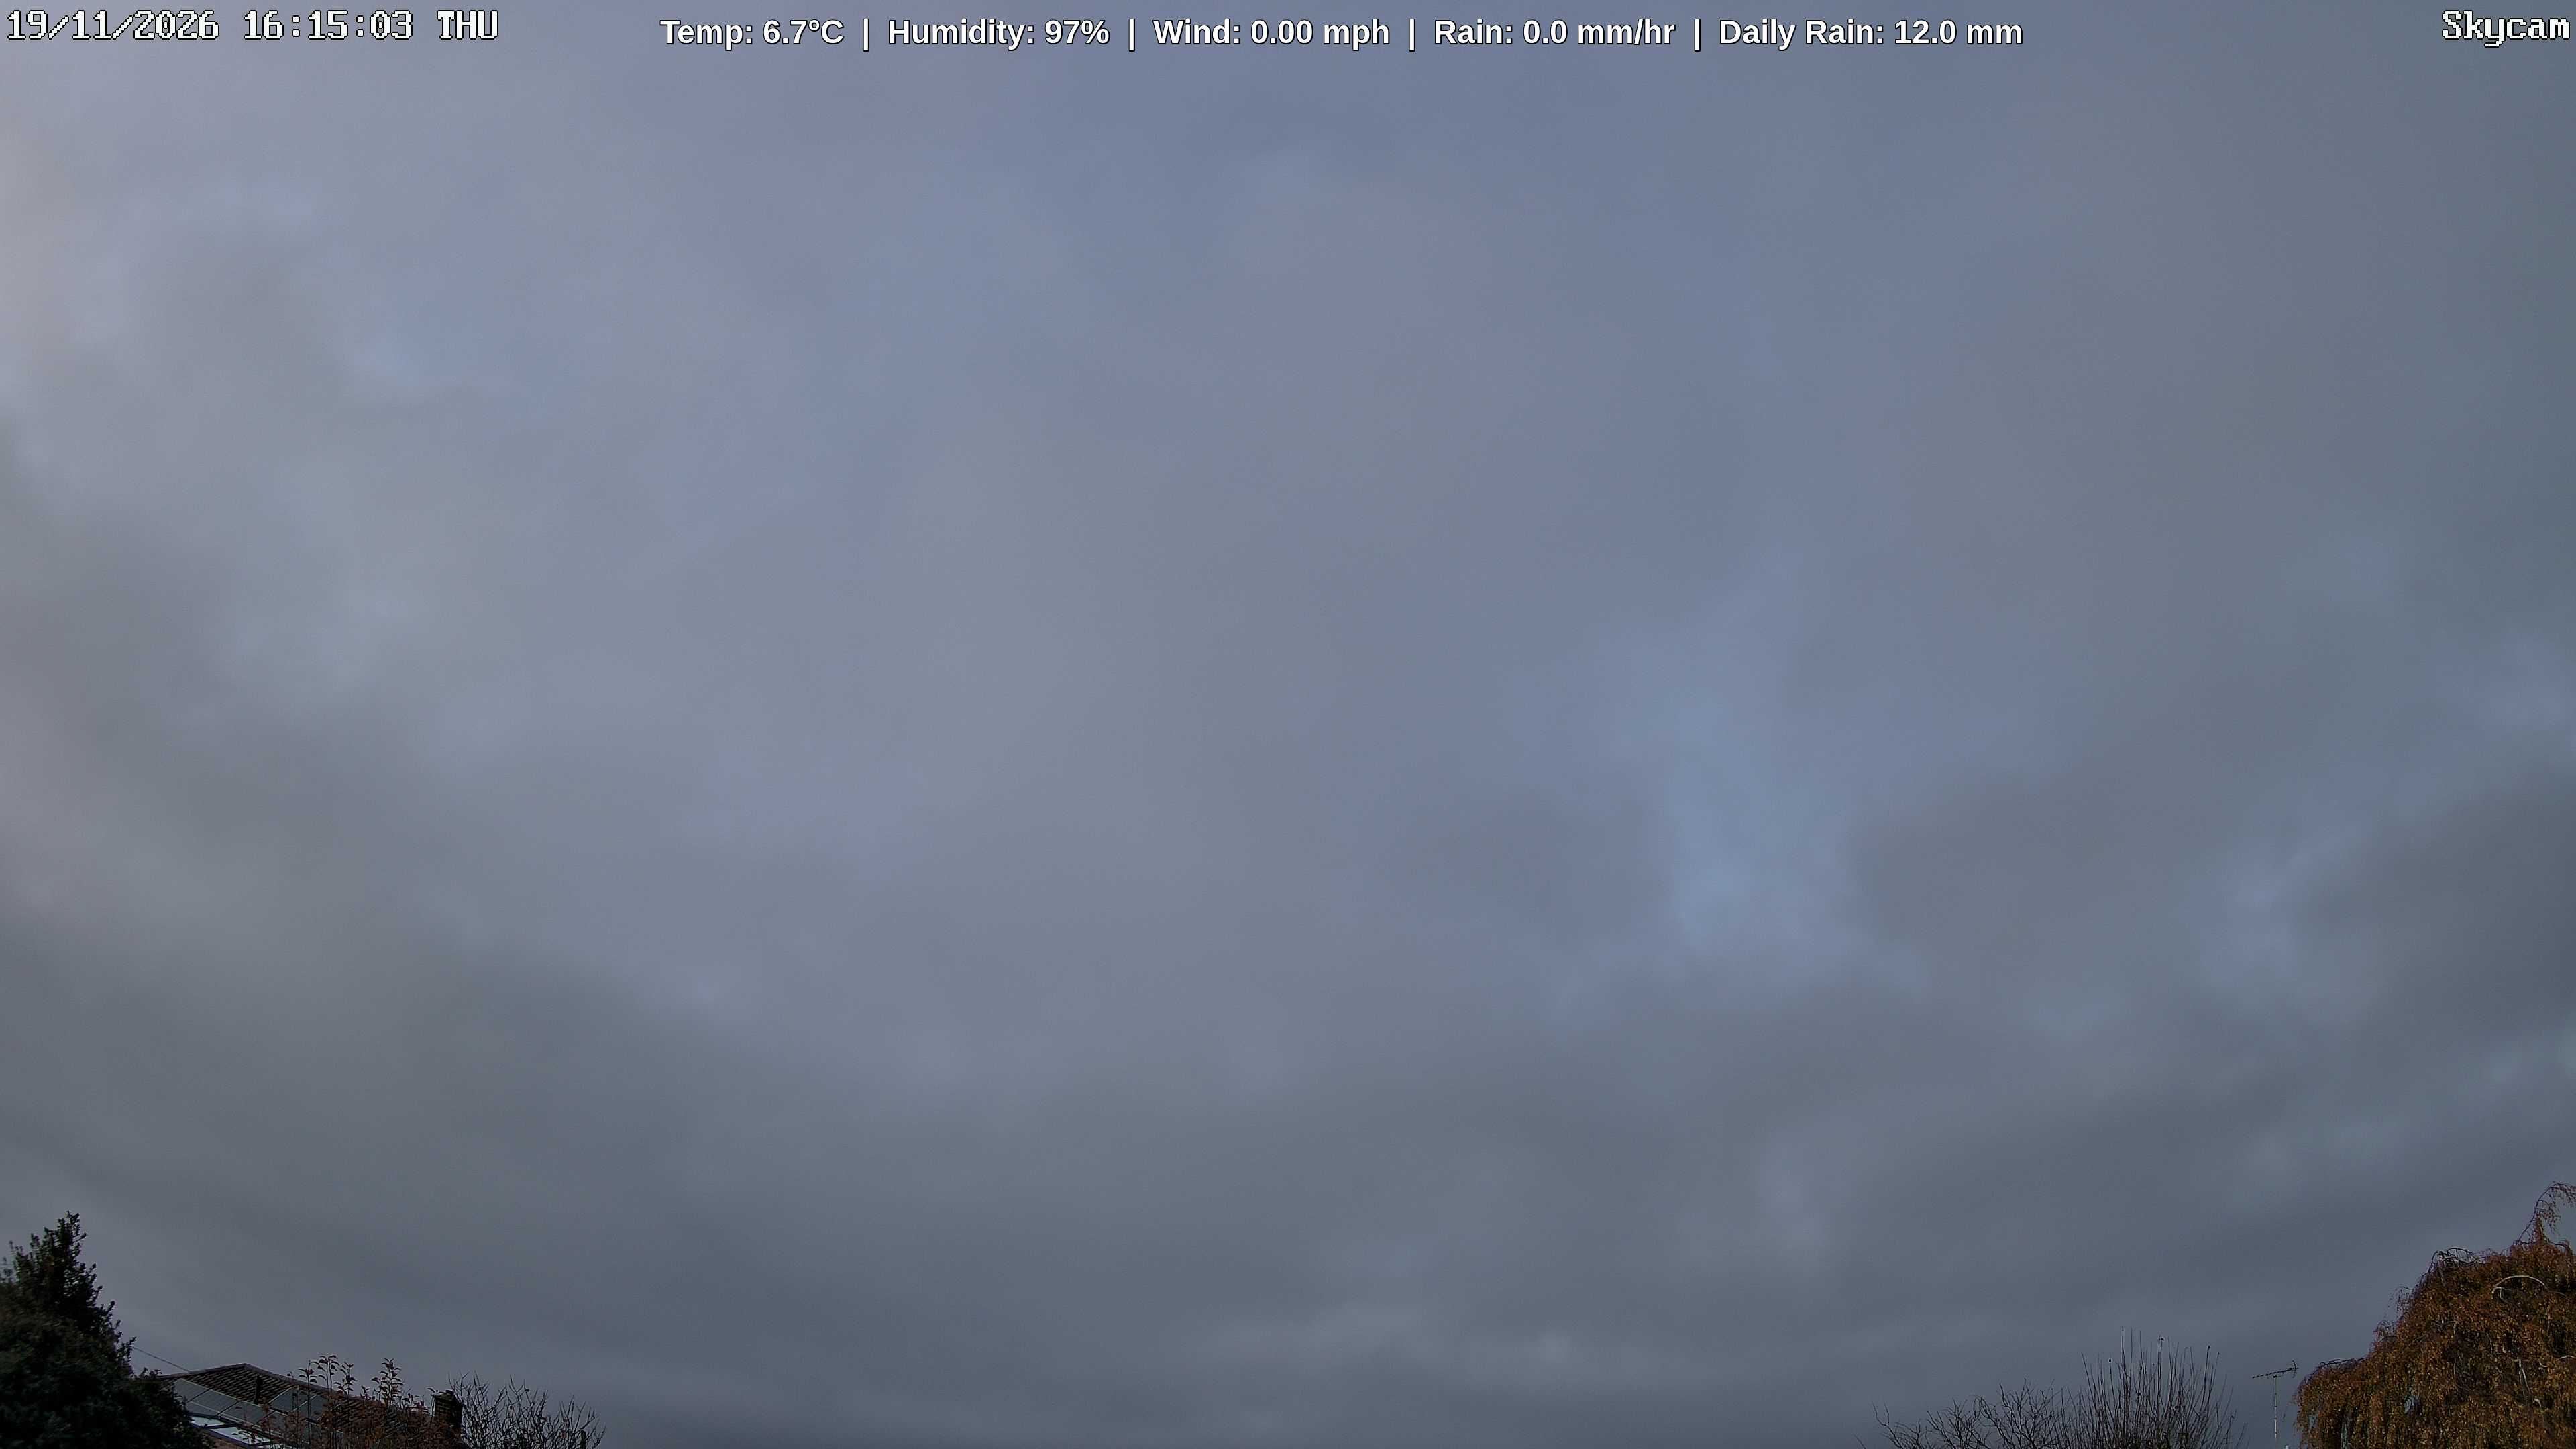 19/11/2026 16:15:03 THU
Temp: 6.7°C | Humidity: 97% | Wind: 0.00 mph | Rain: 0.0 mm/hr | Daily Rain: 12.0 mm
Skycam